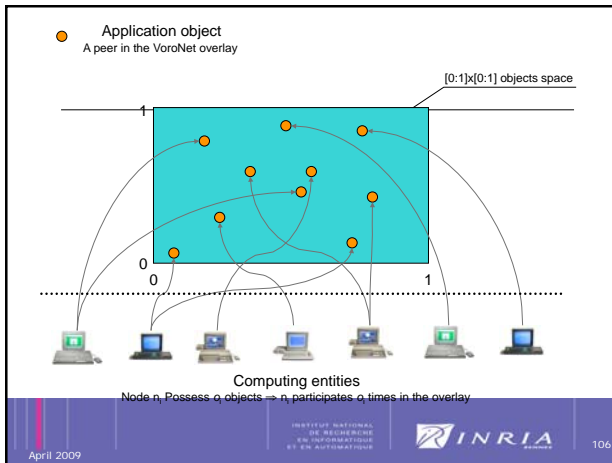 Application object
A peer in the VoroNet overlay
[0:1]x[0:1] objects space
1
0
0
1
Computing entities
Node nᵢ Possess oᵢ objects ⇒ nᵢ participates oᵢ times in the overlay
INSTITUT NATIONAL
DE RECHERCHE
EN INFORMATIQUE
ET EN AUTOMATIQUE
INRIA
RENNES
April 2009
106